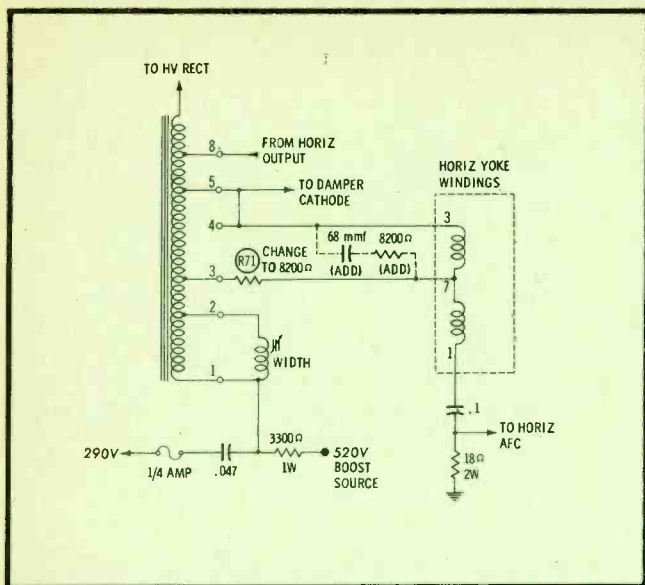 TO HV RECT
8
FROM HORIZ
OUTPUT
HORIZ YOKE
WINDINGS
5
TO DAMPER
CATHODE
4
3
68 mmf
8200Ω
(ADD)
(ADD)
R71
CHANGE
TO 8200Ω
3
7
2
WIDTH
1
1
.1
TO HORIZ
AFC
290V
1/4 AMP
.047
3300Ω
1W
520V
BOOST
SOURCE
18Ω
2W